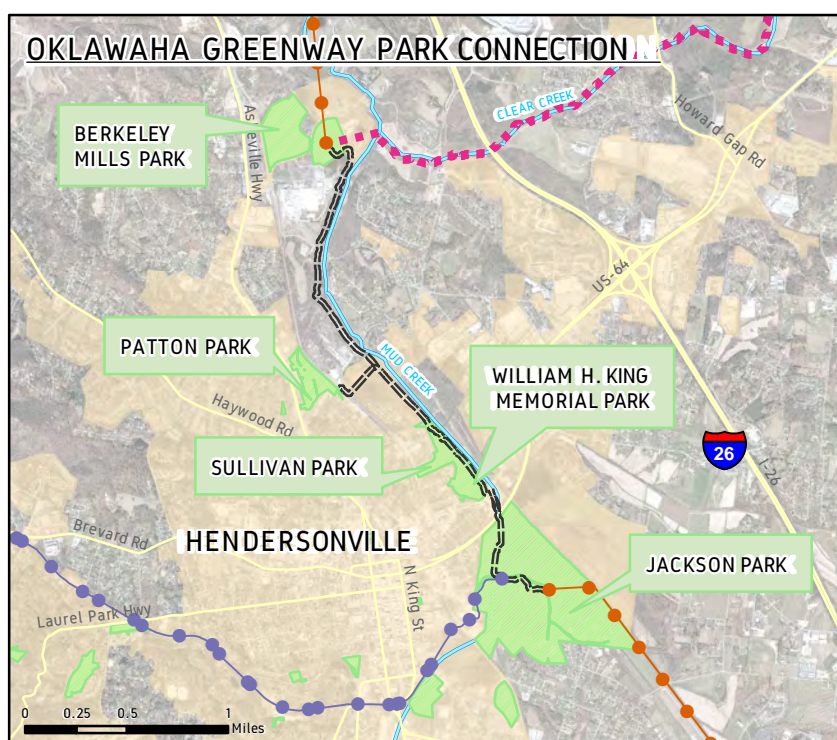 OKLAWAHA GREENWAY PARK CONNECTION
CLEAR CREEK
Howard Gap Rd
Asheville Hwy
BERKELEY
MILLS PARK
US-64
PATTON PARK
MUD CREEK
WILLIAM H. KING
MEMORIAL PARK
Haywood Rd
26
I-26
SULLIVAN PARK
Brevard Rd
HENDERSONVILLE
JACKSON PARK
N King St
Laurel Park Hwy
0 0.25 0.5 1
Miles